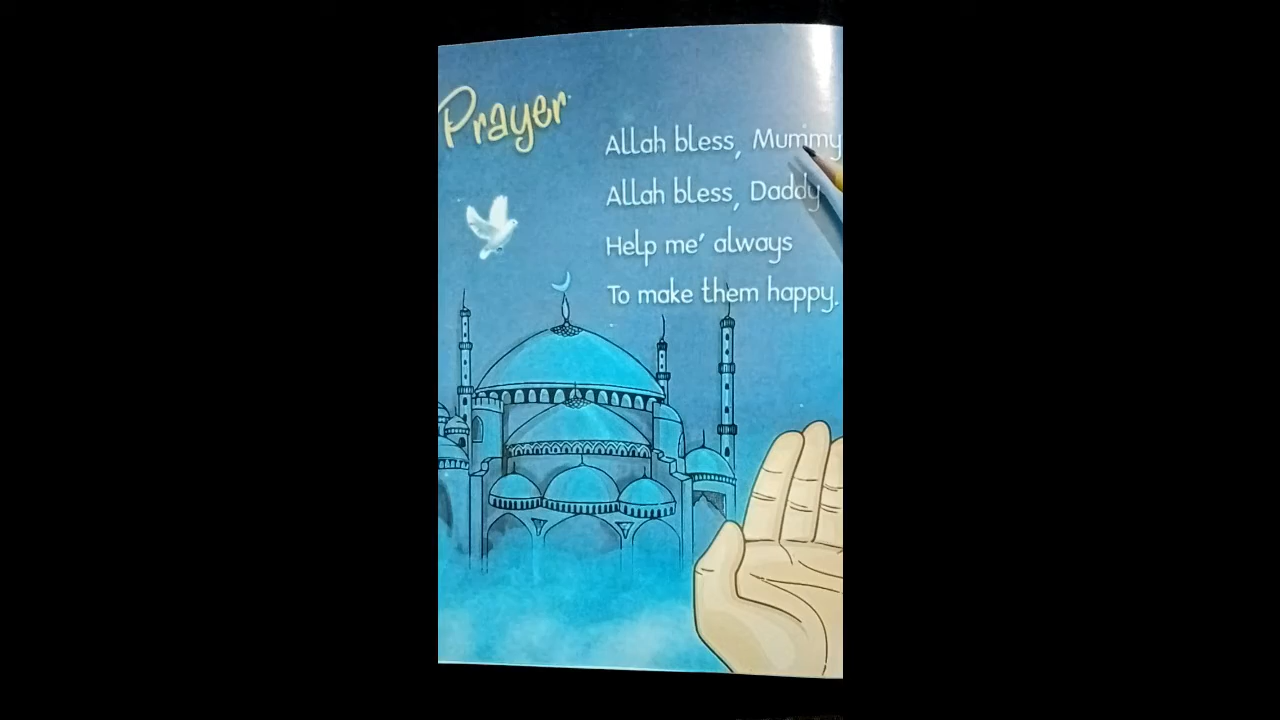 Prayer
Allah bless, Mummy
Allah bless, Daddy
Help me' always
To make them happy.